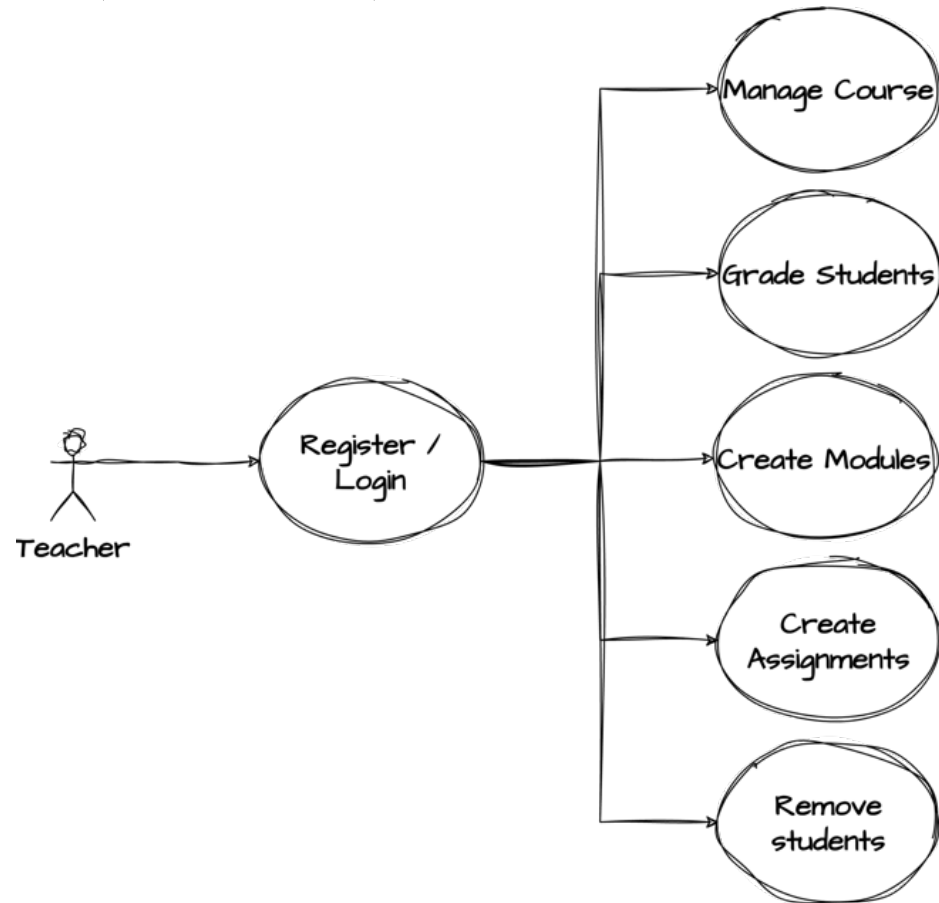 Manage Course
Grade Students
Register /
Login
Create Modules
Teacher
Create
Assignments
Remove
students